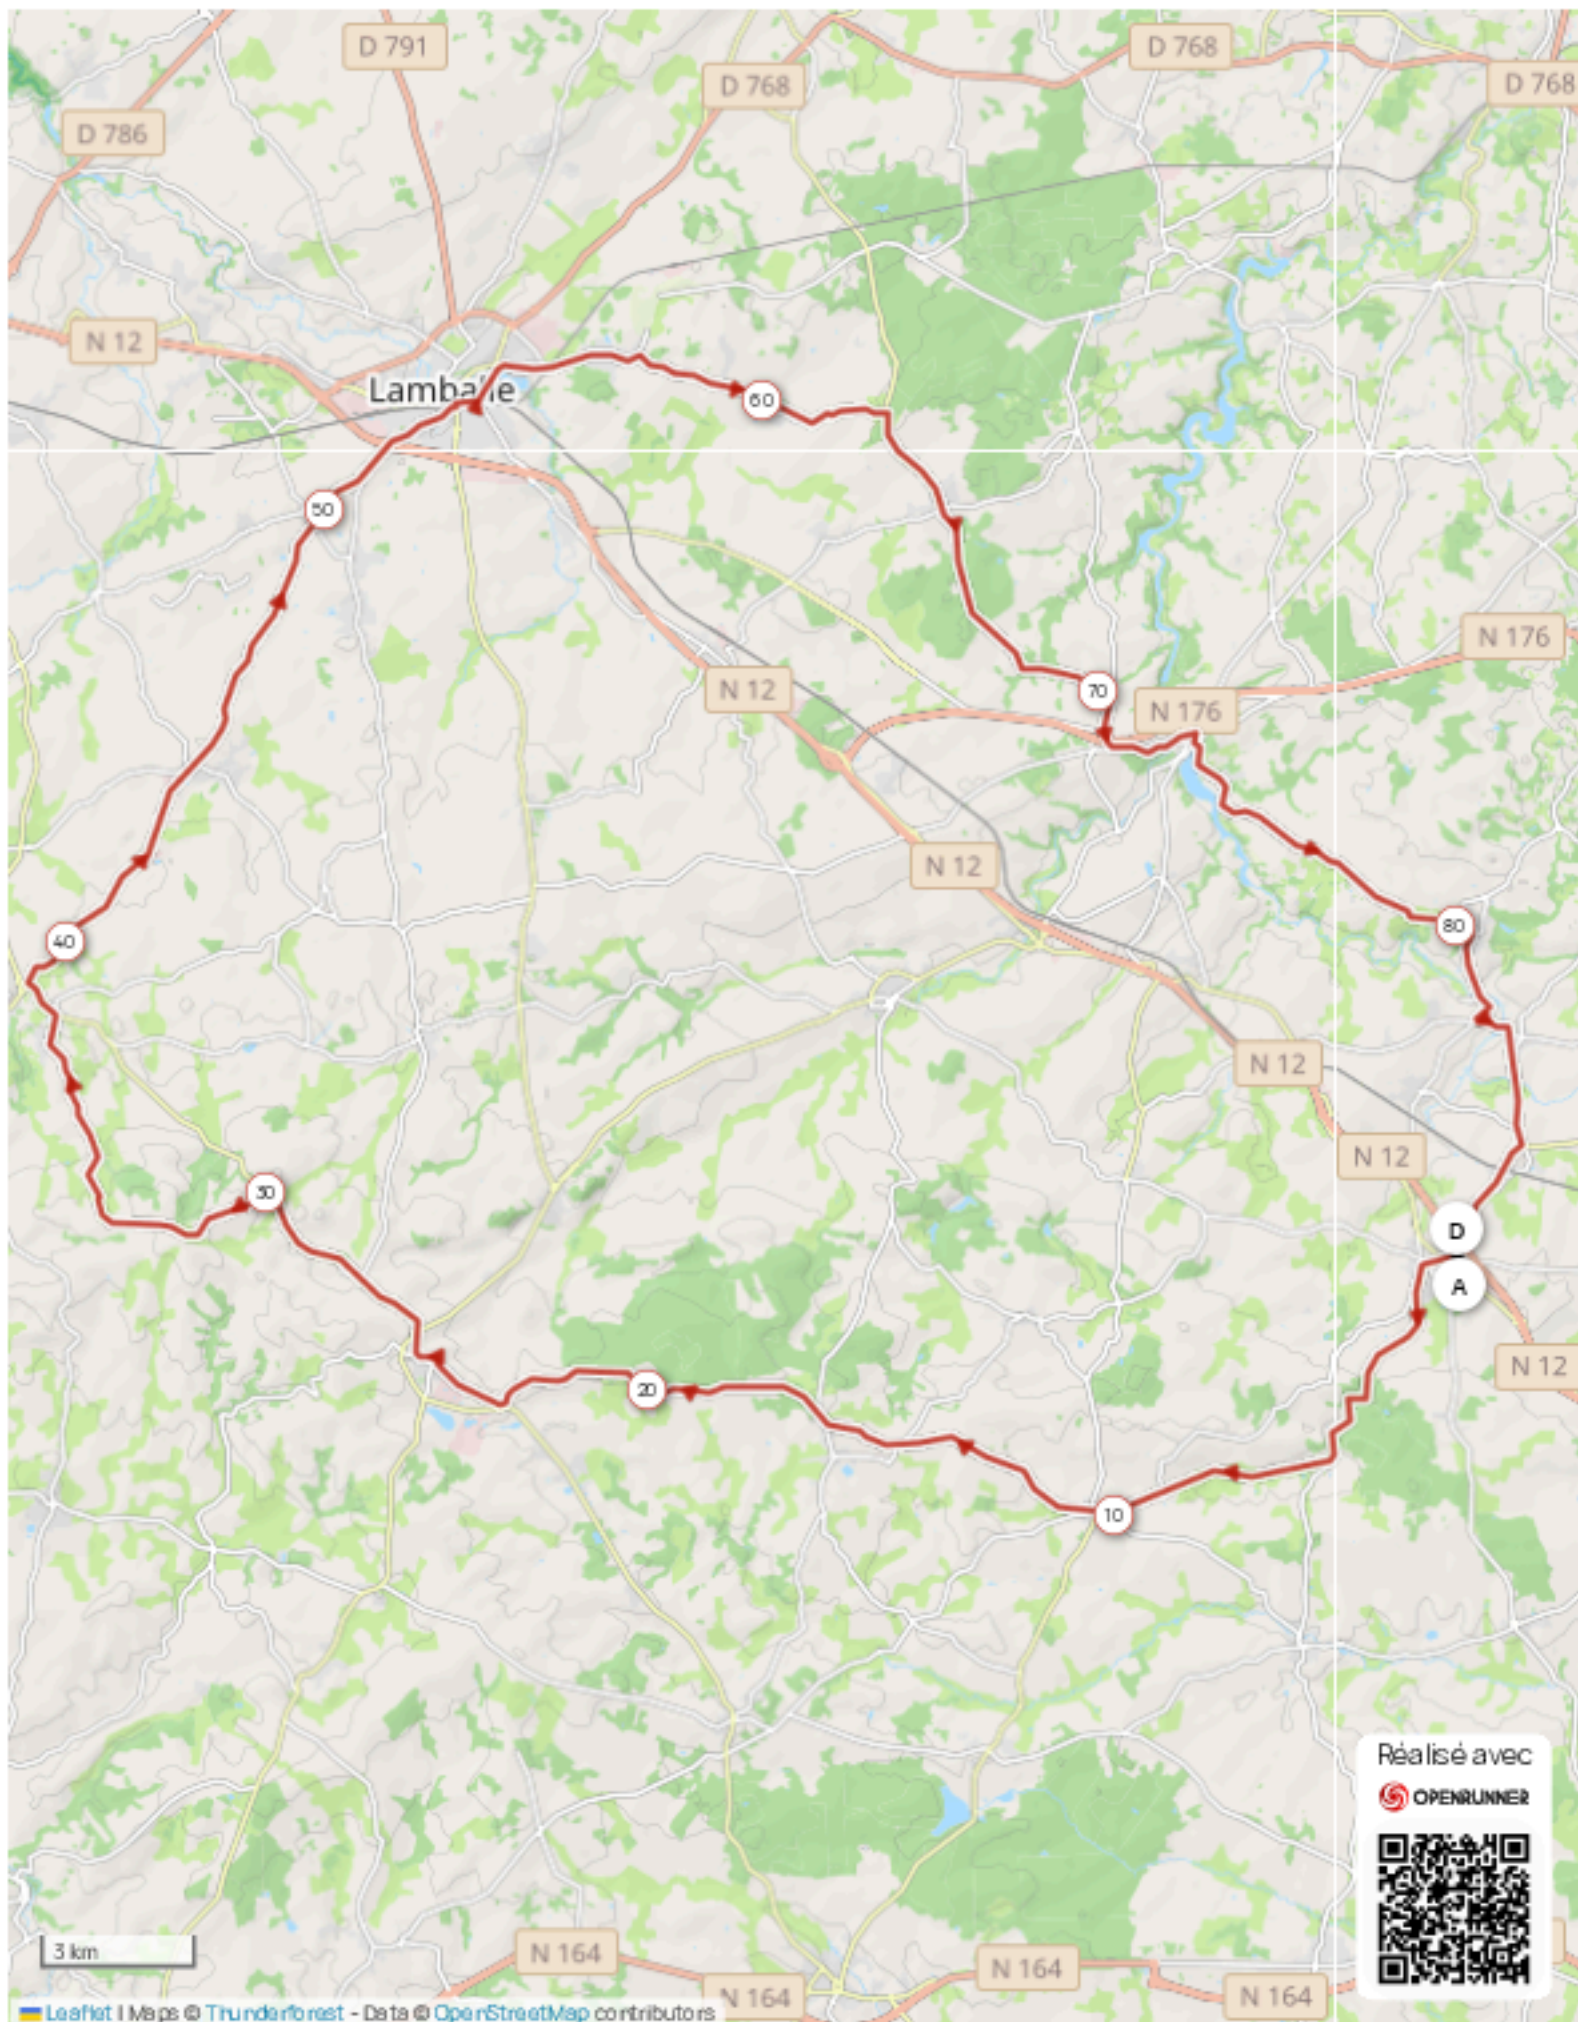 D 791
D 768
D 768
D 768
D 786
N 12
Lamballe
60
50
N 176
70
N 12
N 176
N 12
80
40
N 12
N 12
30
D
A
N 12
20
10
Réalisé avec
OPENRUNNER
3 km
N 164
N 164
N 164
N 164
Leaflet | Maps © Thunderforest - Data © OpenStreetMap contributors